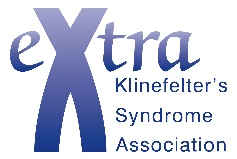 eXtra
Klinefelter's
Syndrome
Association